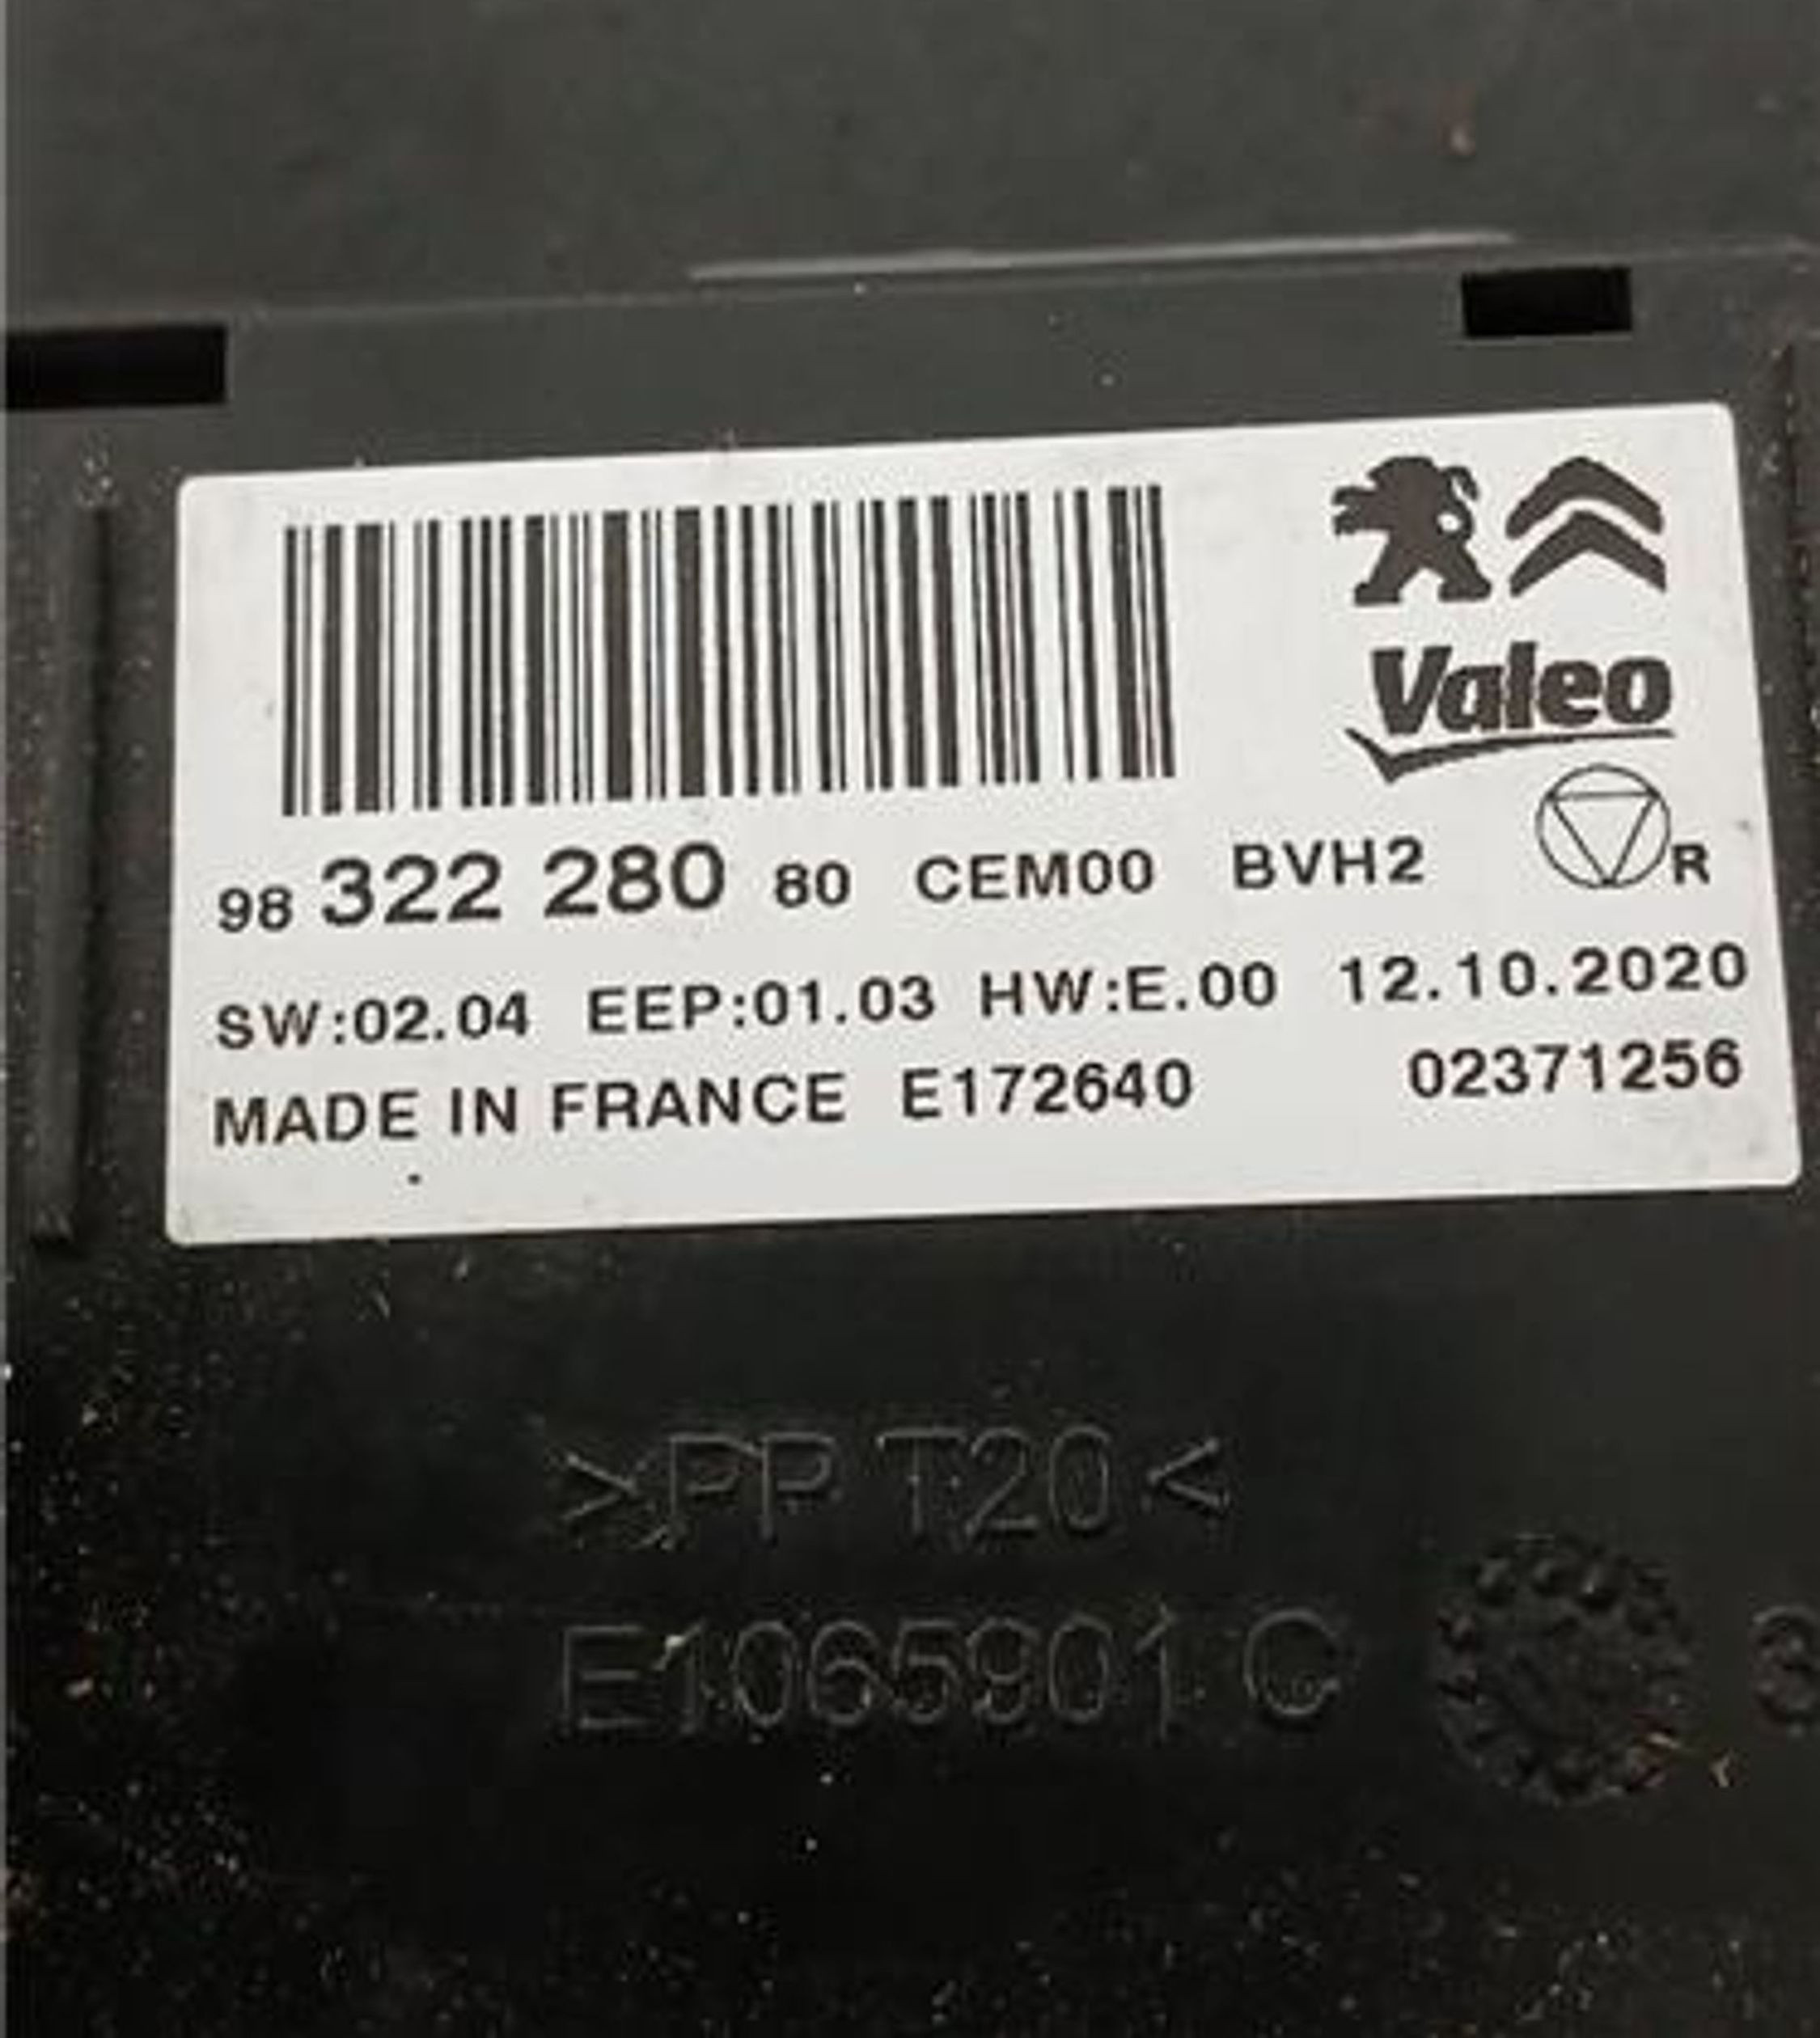 Valeo
98 322 280 80 CEM00 BVH2 R
SW:02.04 EEP:01.03 HW:E.00 12.10.2020
MADE IN FRANCE E172640 02371256
>PP T20<
E1065901 C